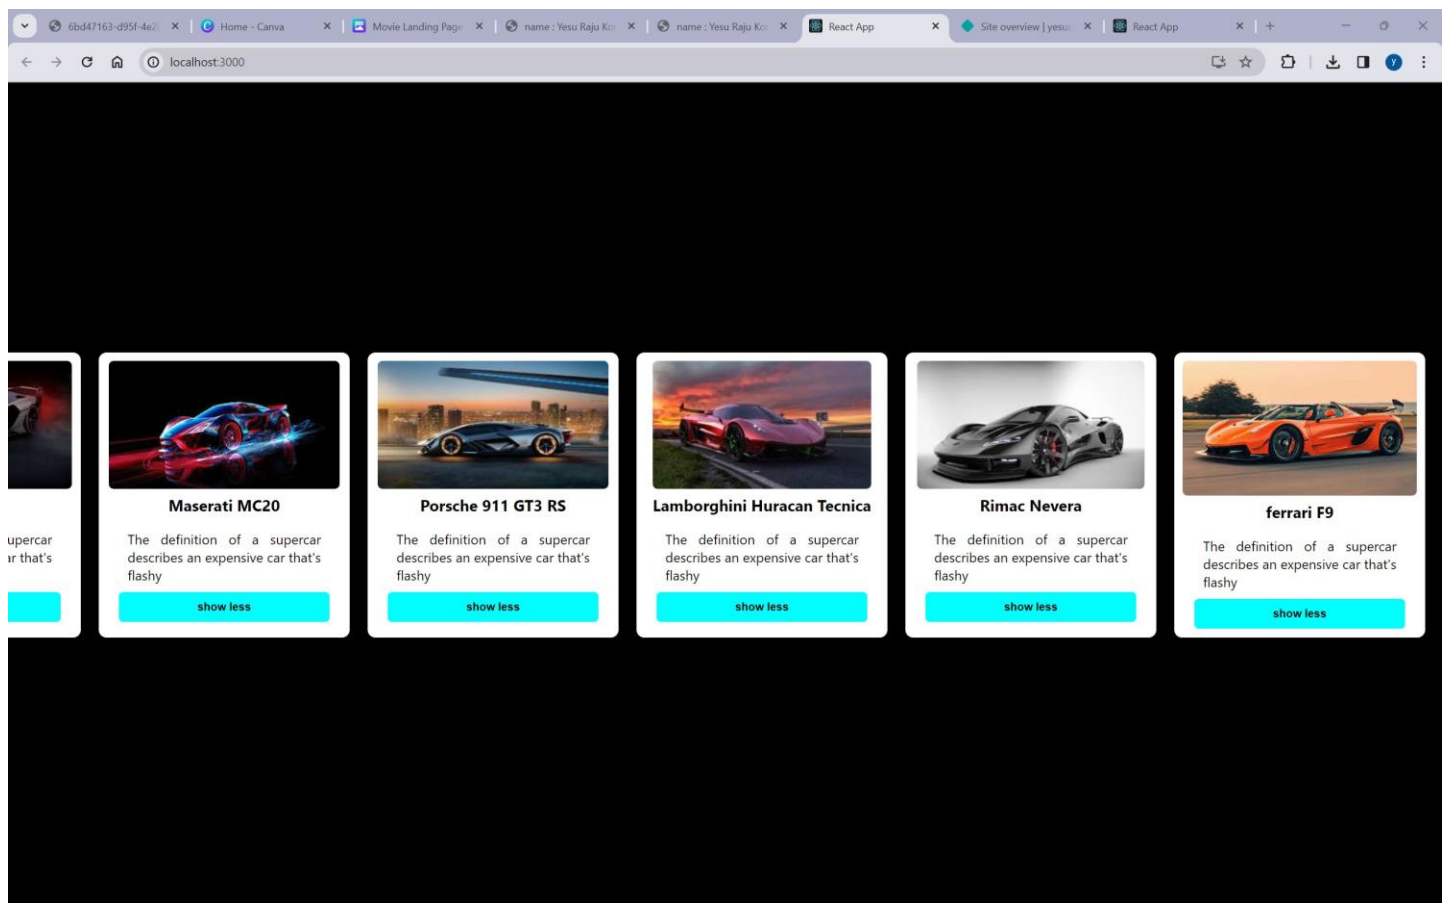 6bd47163-d95f-4e2
Home - Canva
Movie Landing Page
name : Yesu Raju Ko
name : Yesu Raju Ko
React App
Site overview | yesu
React App
localhost:3000
y
Maserati MC20
Porsche 911 GT3 RS
Lamborghini Huracan Tecnica
Rimac Nevera
ferrari F9
upercar
r that's
The definition of a supercar
describes an expensive car that's
flashy
show less
The definition of a supercar
describes an expensive car that's
flashy
show less
The definition of a supercar
describes an expensive car that's
flashy
show less
The definition of a supercar
describes an expensive car that's
flashy
show less
The definition of a supercar
describes an expensive car that's
flashy
show less